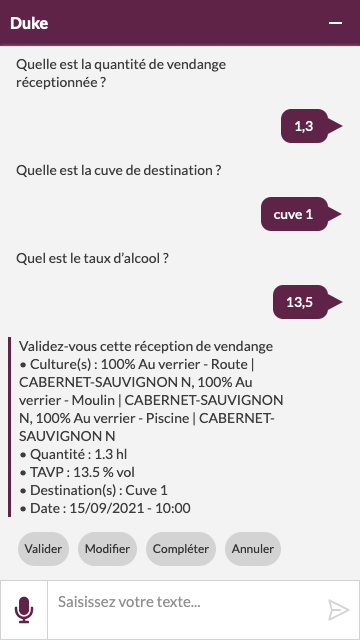 Duke
Quelle est la quantité de vendange
réceptionnée ?
1,3
Quelle est la cuve de destination ?
cuve 1
Quel est le taux d’alcool ?
13,5
Validez-vous cette réception de vendange
• Culture(s) : 100% Au verrier - Route |
CABERNET-SAUVIGNON N, 100% Au
verrier - Moulin | CABERNET-SAUVIGNON
N, 100% Au verrier - Piscine | CABERNET-
SAUVIGNON N
• Quantité : 1.3 hl
• TAVP : 13.5 % vol
• Destination(s) : Cuve 1
• Date : 15/09/2021 - 10:00
Valider Modifier Compléter Annuler
Saisissez votre texte...